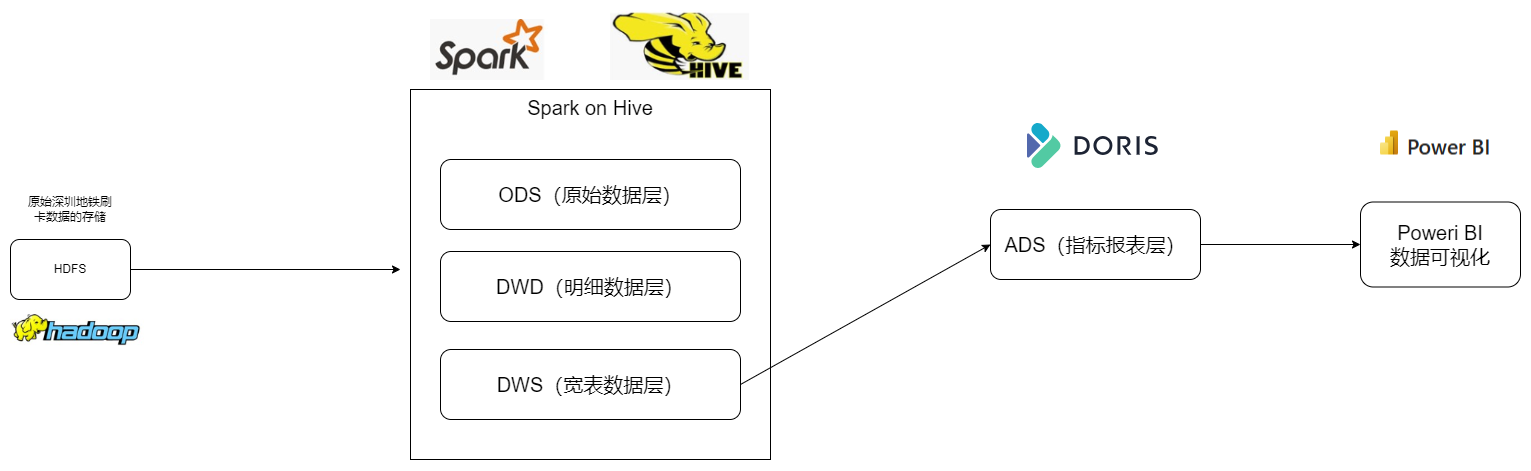 Spark
HIVE
Spark on Hive
ODS（原始数据层）
DWD（明细数据层）
DWS（宽表数据层）
原始深圳地铁刷
卡数据的存储
HDFS
hadoop
DORIS
ADS（指标报表层）
Power BI
Poweri BI
数据可视化